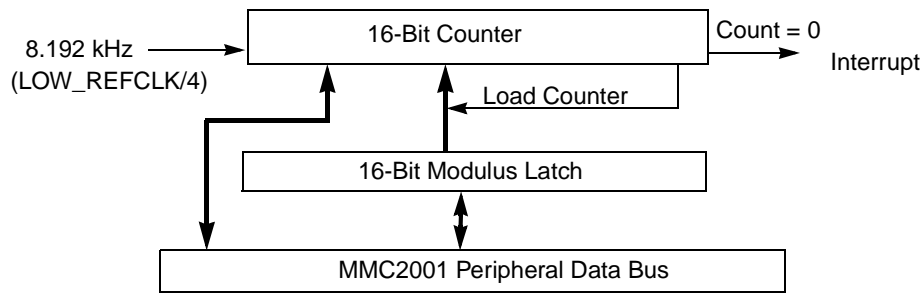 16-Bit Counter
Count = 0
8.192 kHz
(LOW_REFCLK/4)
Interrupt
Load Counter
16-Bit Modulus Latch
MMC2001 Peripheral Data Bus